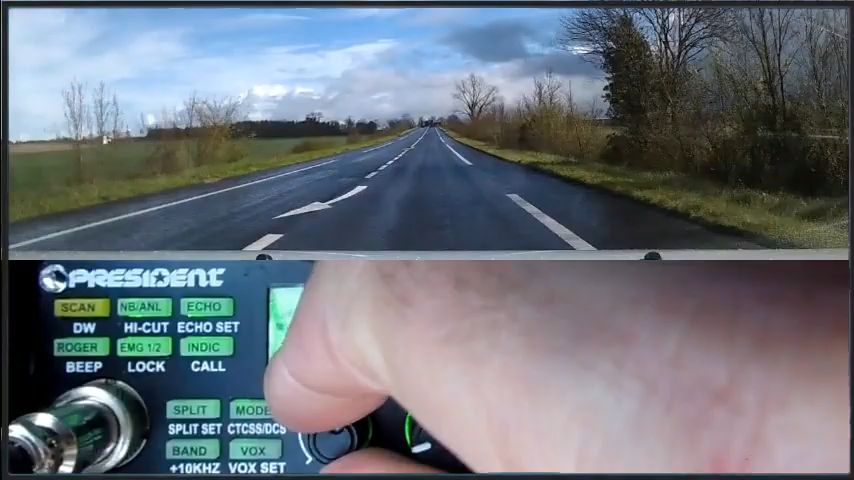 PRESIDENT
SCAN NB/ANL ECHO
DW HI-CUT ECHO SET
ROGER EMG 1/2 INDIC
BEEP LOCK CALL
SPLIT MODE
SPLIT SET CTCSS/DCS
BAND VOX
+10KHZ VOX SET